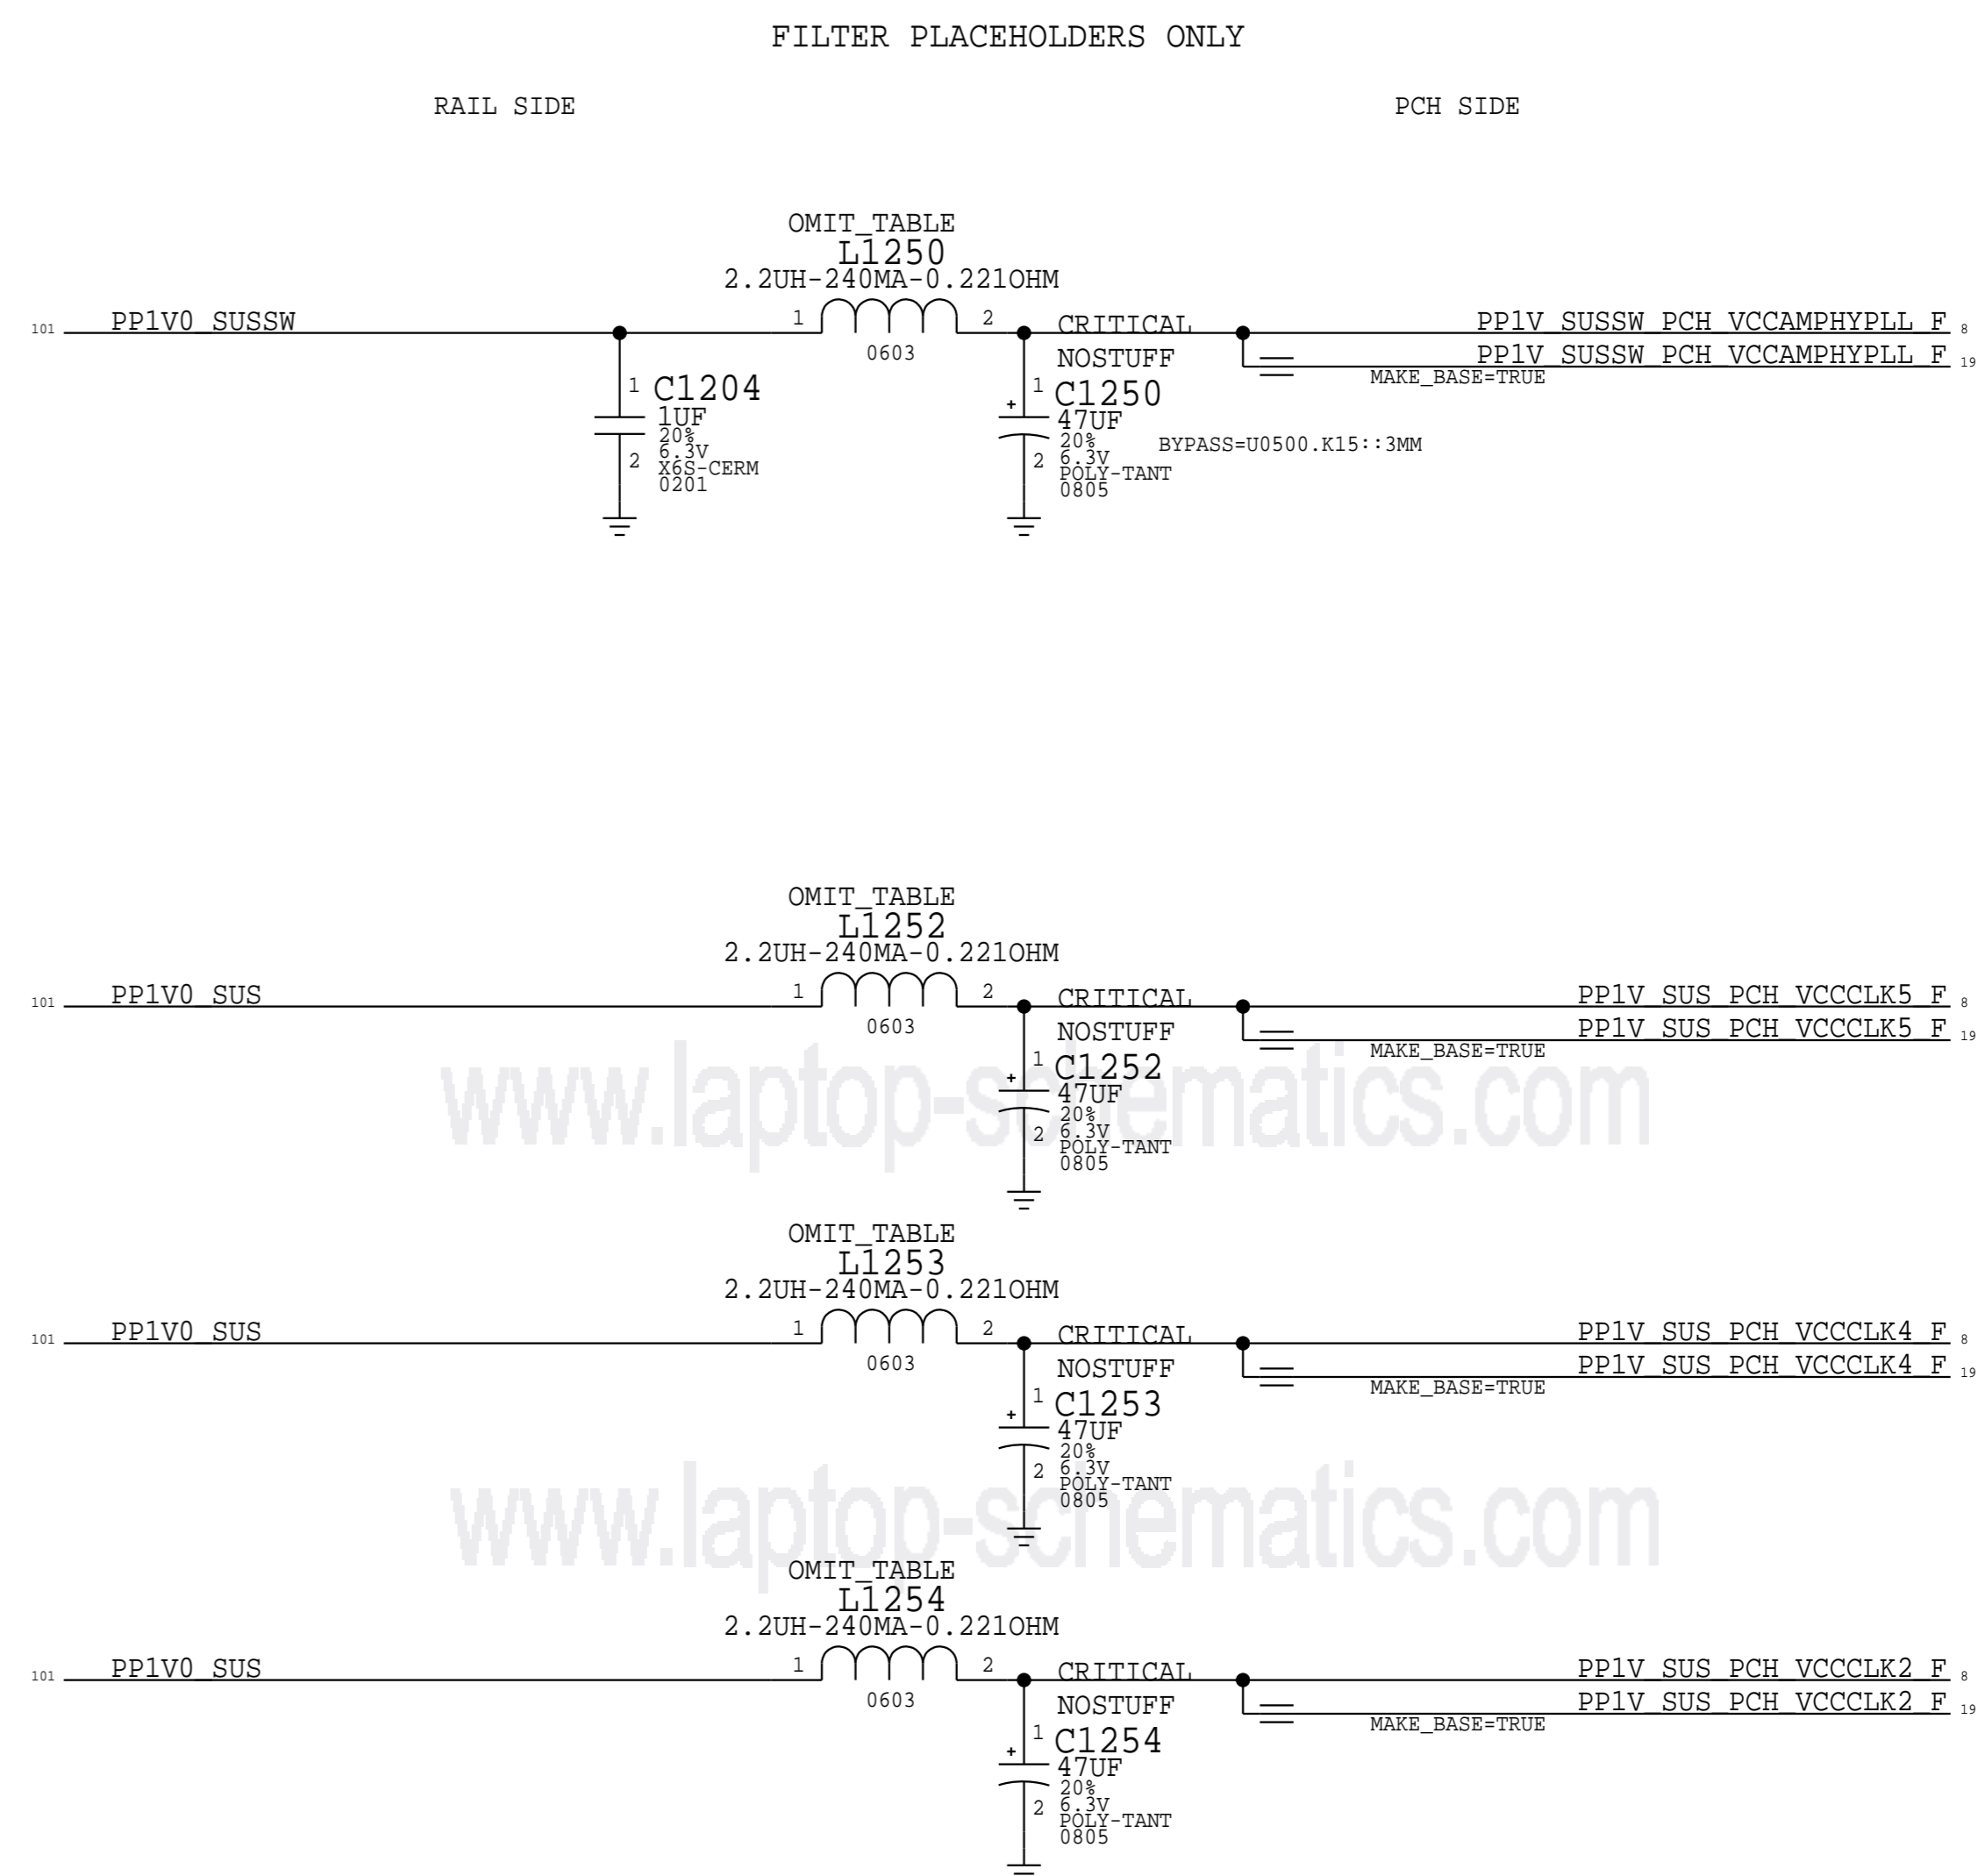 FILTER PLACEHOLDERS ONLY
RAIL SIDE
PCH SIDE
OMIT_TABLE
L1250
2.2UH-240MA-0.221OHM
101 PP1V0_SUSSW
1
2
0603
CRITICAL
NOSTUFF
PP1V_SUSSW_PCH_VCCAMPHYPLL_F 8
PP1V_SUSSW_PCH_VCCAMPHYPLL_F 19
MAKE_BASE=TRUE
1 C1204
1UF
20%
6.3V
2 X6S-CERM
0201
1 C1250
+
47UF
20%
6.3V
2 POLY-TANT
0805
BYPASS=U0500.K15::3MM
OMIT_TABLE
L1252
2.2UH-240MA-0.221OHM
101 PP1V0_SUS
1
2
0603
CRITICAL
NOSTUFF
PP1V_SUS_PCH_VCCCLK5_F 8
PP1V_SUS_PCH_VCCCLK5_F 19
MAKE_BASE=TRUE
1 C1252
+
47UF
20%
6.3V
2 POLY-TANT
0805
www.laptop-schematics.com
OMIT_TABLE
L1253
2.2UH-240MA-0.221OHM
101 PP1V0_SUS
1
2
0603
CRITICAL
NOSTUFF
PP1V_SUS_PCH_VCCCLK4_F 8
PP1V_SUS_PCH_VCCCLK4_F 19
MAKE_BASE=TRUE
1 C1253
+
47UF
20%
6.3V
2 POLY-TANT
0805
www.laptop-schematics.com
OMIT_TABLE
L1254
2.2UH-240MA-0.221OHM
101 PP1V0_SUS
1
2
0603
CRITICAL
NOSTUFF
PP1V_SUS_PCH_VCCCLK2_F 8
PP1V_SUS_PCH_VCCCLK2_F 19
MAKE_BASE=TRUE
1 C1254
+
47UF
20%
6.3V
2 POLY-TANT
0805